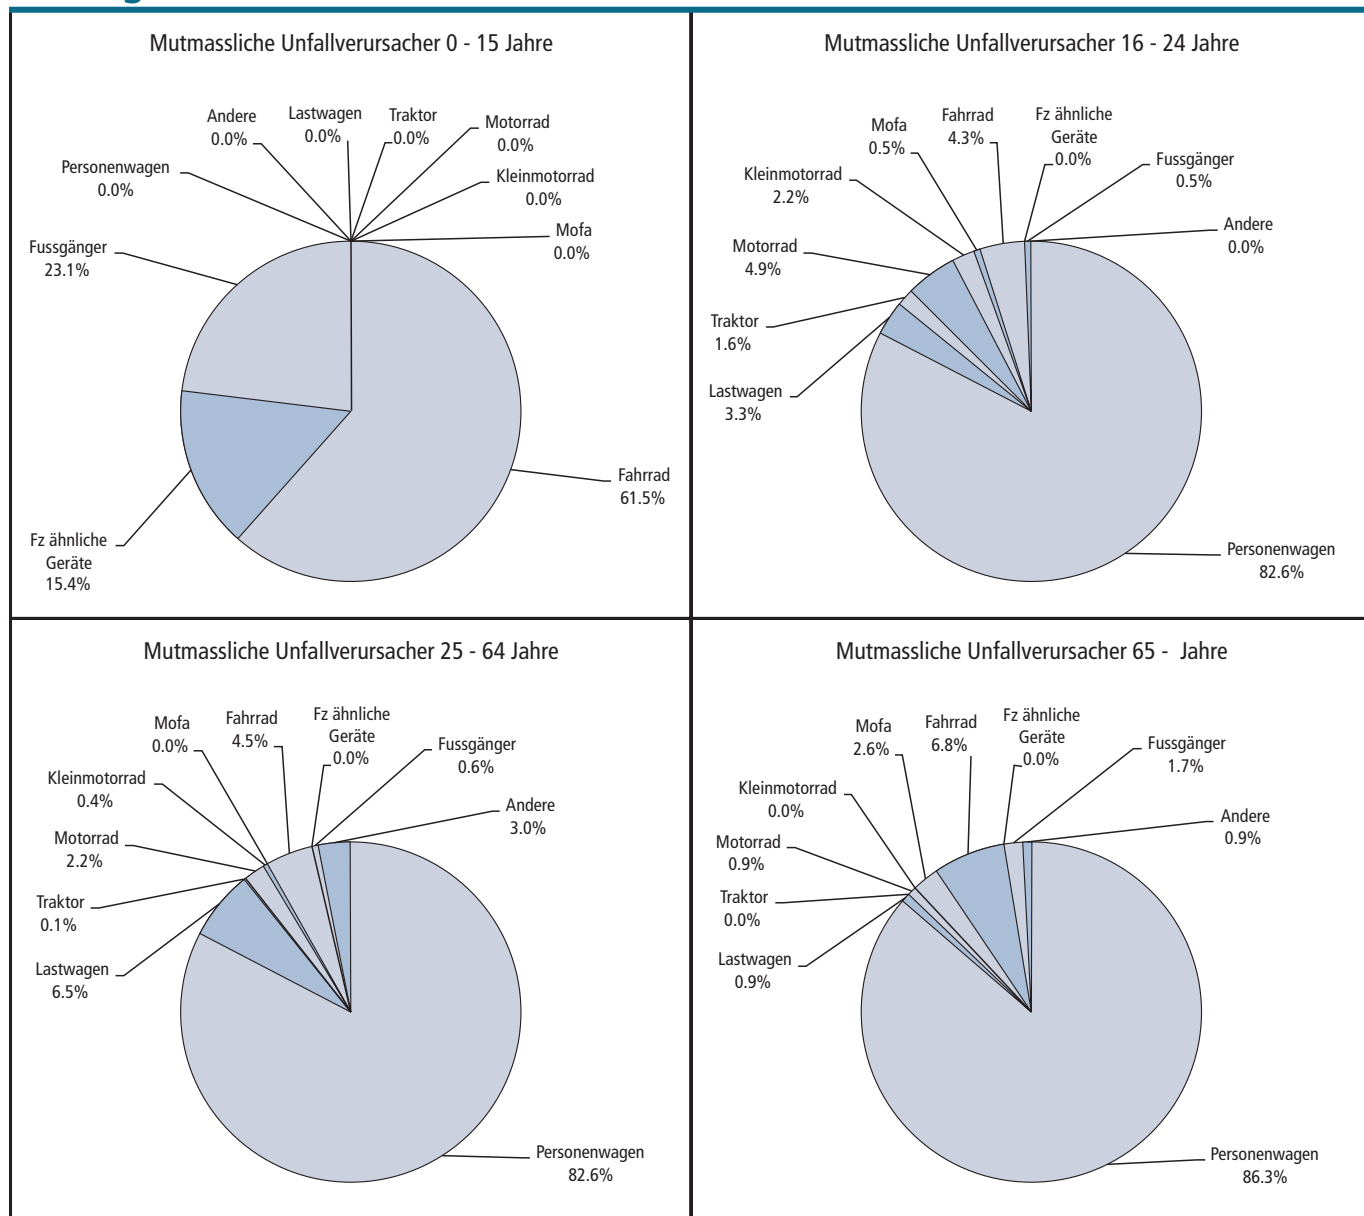 Mutmassliche Unfallverursacher 0 - 15 Jahre
Andere
0.0%
Lastwagen
0.0%
Traktor
0.0%
Motorrad
0.0%
Personenwagen
0.0%
Kleinmotorrad
0.0%
Mofa
0.0%
Fussgänger
23.1%
Fahrrad
61.5%
Fz ähnliche
Geräte
15.4%
Mutmassliche Unfallverursacher 16 - 24 Jahre
Mofa
0.5%
Fahrrad
4.3%
Fz ähnliche
Geräte
0.0%
Fussgänger
0.5%
Kleinmotorrad
2.2%
Andere
0.0%
Motorrad
4.9%
Traktor
1.6%
Lastwagen
3.3%
Personenwagen
82.6%
Mutmassliche Unfallverursacher 25 - 64 Jahre
Mofa
0.0%
Fahrrad
4.5%
Fz ähnliche
Geräte
0.0%
Fussgänger
0.6%
Kleinmotorrad
0.4%
Andere
3.0%
Motorrad
2.2%
Traktor
0.1%
Lastwagen
6.5%
Personenwagen
82.6%
Mutmassliche Unfallverursacher 65 - Jahre
Mofa
2.6%
Fahrrad
6.8%
Fz ähnliche
Geräte
0.0%
Fussgänger
1.7%
Kleinmotorrad
0.0%
Andere
0.9%
Motorrad
0.9%
Traktor
0.0%
Lastwagen
0.9%
Personenwagen
86.3%